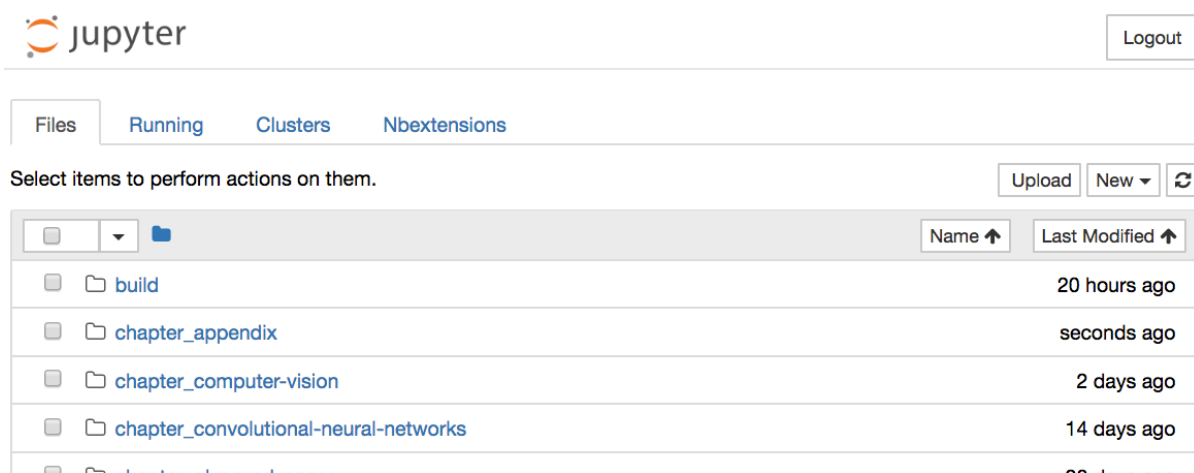 jupyter
Logout
Files Running Clusters Nbextensions
Select items to perform actions on them.
Upload New
Name Last Modified
build 20 hours ago
chapter_appendix seconds ago
chapter_computer-vision 2 days ago
chapter_convolutional-neural-networks 14 days ago